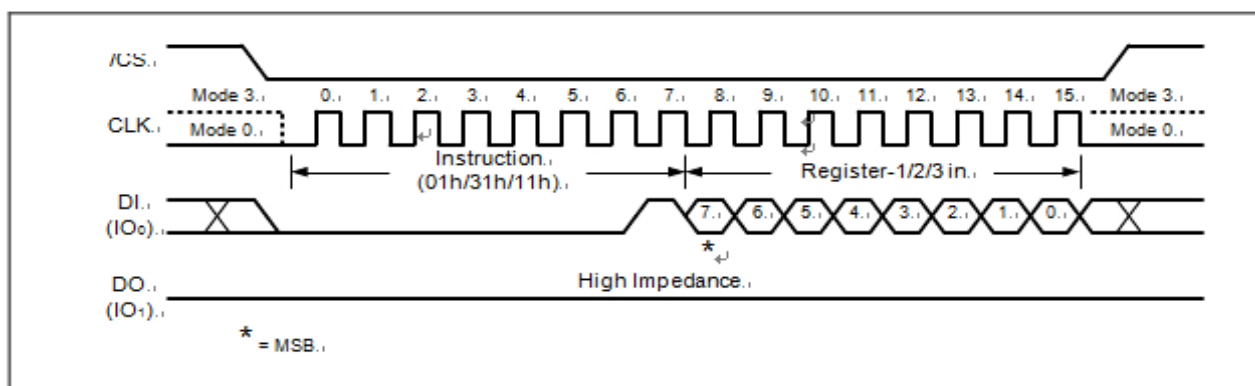 /CS
Mode 3 0 1 2 3 4 5 6 7 8 9 10 11 12 13 14 15 Mode 3
CLK Mode 0 Mode 0
Instruction
(01h/31h/11h)
Register-1/2/3 in
DI
(IO₀)
7 6 5 4 3 2 1 0
*
High Impedance
DO
(IO₁)
* = MSB